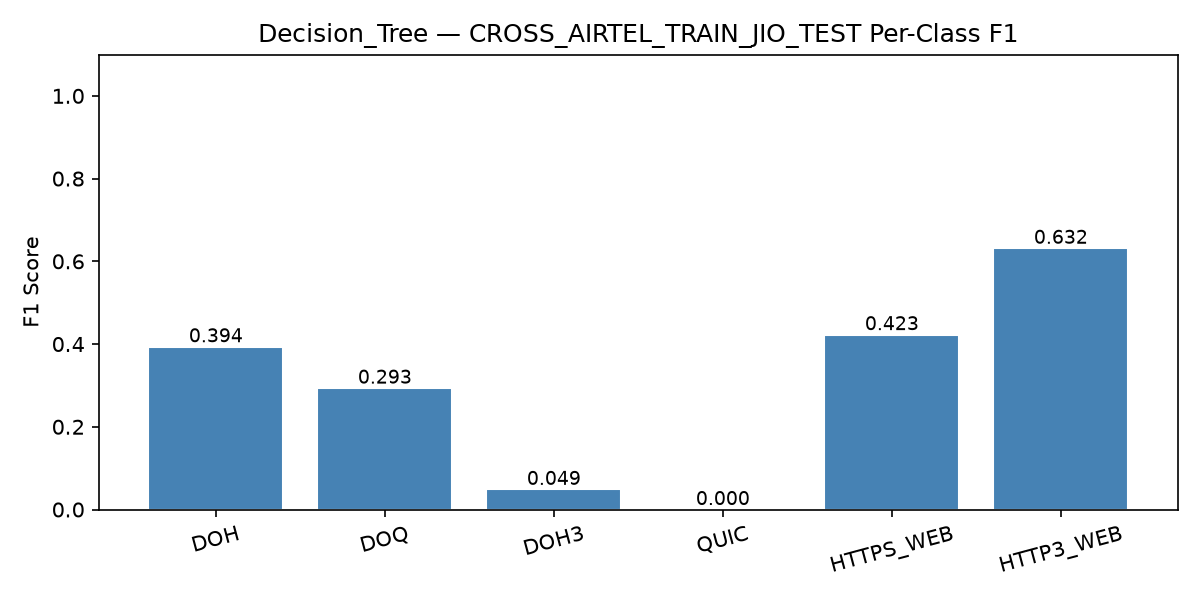 Decision_Tree — CROSS_AIRTEL_TRAIN_JIO_TEST Per-Class F1
F1 Score
1.0
0.8
0.6
0.4
0.2
0.0
0.394
0.293
0.049
0.000
0.423
0.632
DOH
DOQ
DOH3
QUIC
HTTPS_WEB
HTTP3_WEB